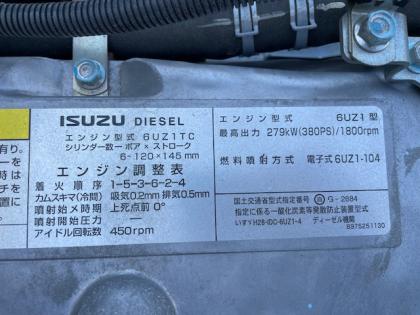 ISUZU DIESEL
エンジン型式 6UZ1TC
シリンダ数ー ボア × ストローク
6-120×145 mm
エンジン調整表
着火順序 1-5-3-6-2-4
カムスキマ(冷間) 吸気0.2mm 排気0.5mm
噴射始メ時期 上死点前 0°
噴射開始圧力 ー
アイドル回転数 450rpm
エンジン型式 6UZ1型
最高出力 279kW(380PS)/1800rpm
燃料噴射方式 電子式6UZ1-104
国土交通省型式指定番号 G-2684
指定に係る一酸化炭素等発散防止装置型式
いすゞH28-IDC-6UZ1-4 ディーゼル機関
8975251130